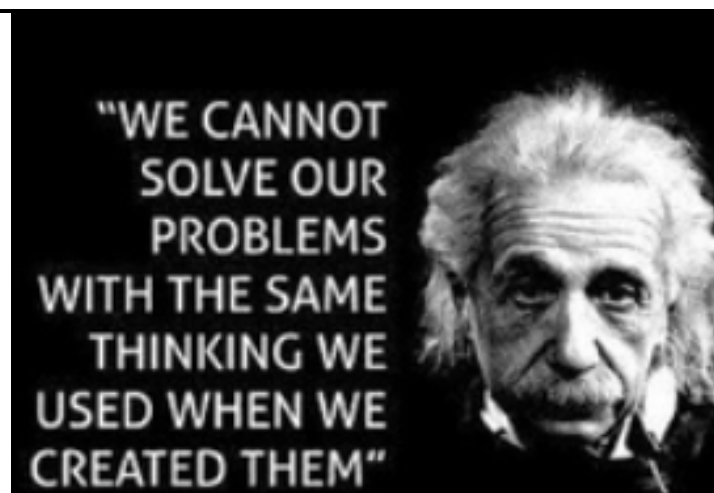 "WE CANNOT
SOLVE OUR
PROBLEMS
WITH THE SAME
THINKING WE
USED WHEN WE
CREATED THEM"